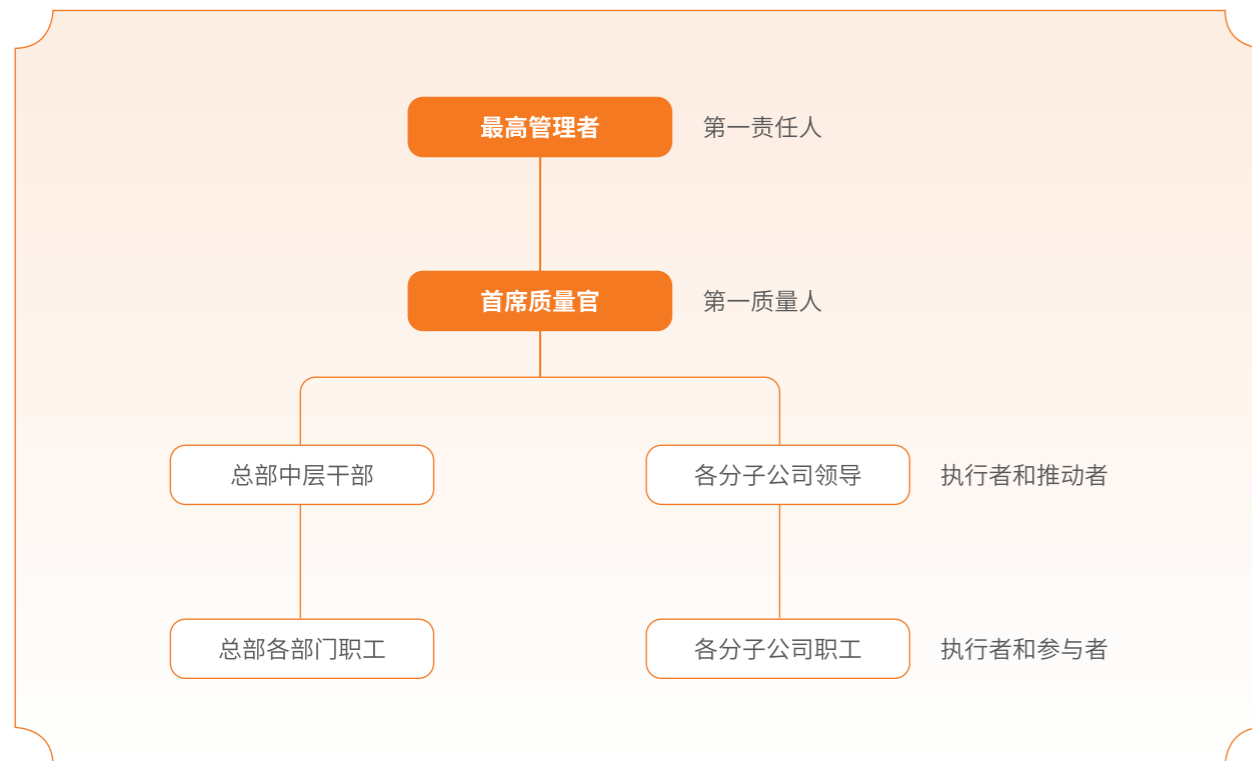 最高管理者
第一责任人
首席质量官
第一质量人
总部中层干部
各分子公司领导
执行者和推动者
总部各部门职工
各分子公司职工
执行者和参与者